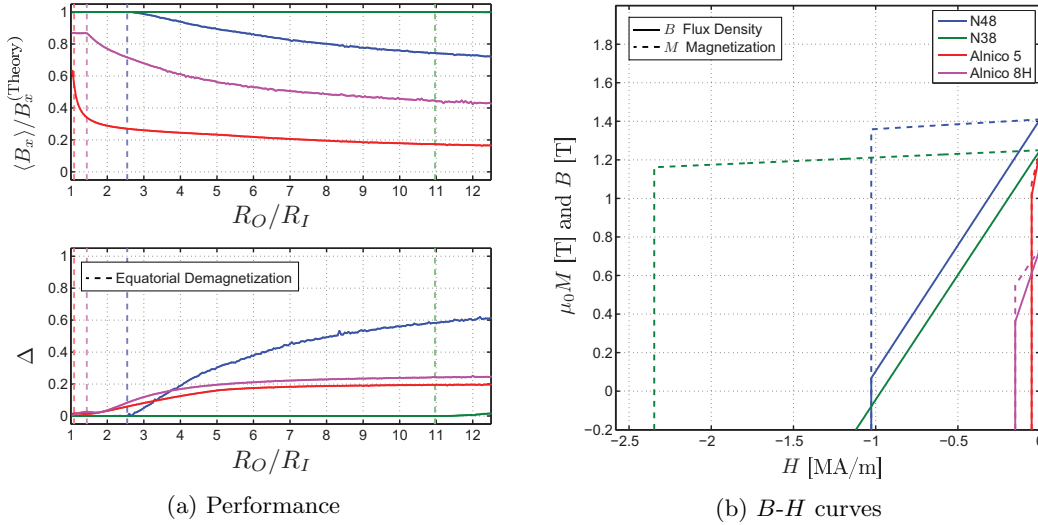 ⟨B_x⟩/B_x^(Theory)
1
0.8
0.6
0.4
0.2
0
1 2 3 4 5 6 7 8 9 10 11 12
R_O/R_I
Δ
1
0.8
0.6
0.4
0.2
0
Equatorial Demagnetization
1 2 3 4 5 6 7 8 9 10 11 12
R_O/R_I
(a) Performance
μ_0M [T] and B [T]
1.8
1.6
1.4
1.2
1
0.8
0.6
0.4
0.2
0
−0.2
B Flux Density
M Magnetization
N48
N38
Alnico 5
Alnico 8H
−2.5 −2 −1.5 −1 −0.5 0
H [MA/m]
(b) B-H curves